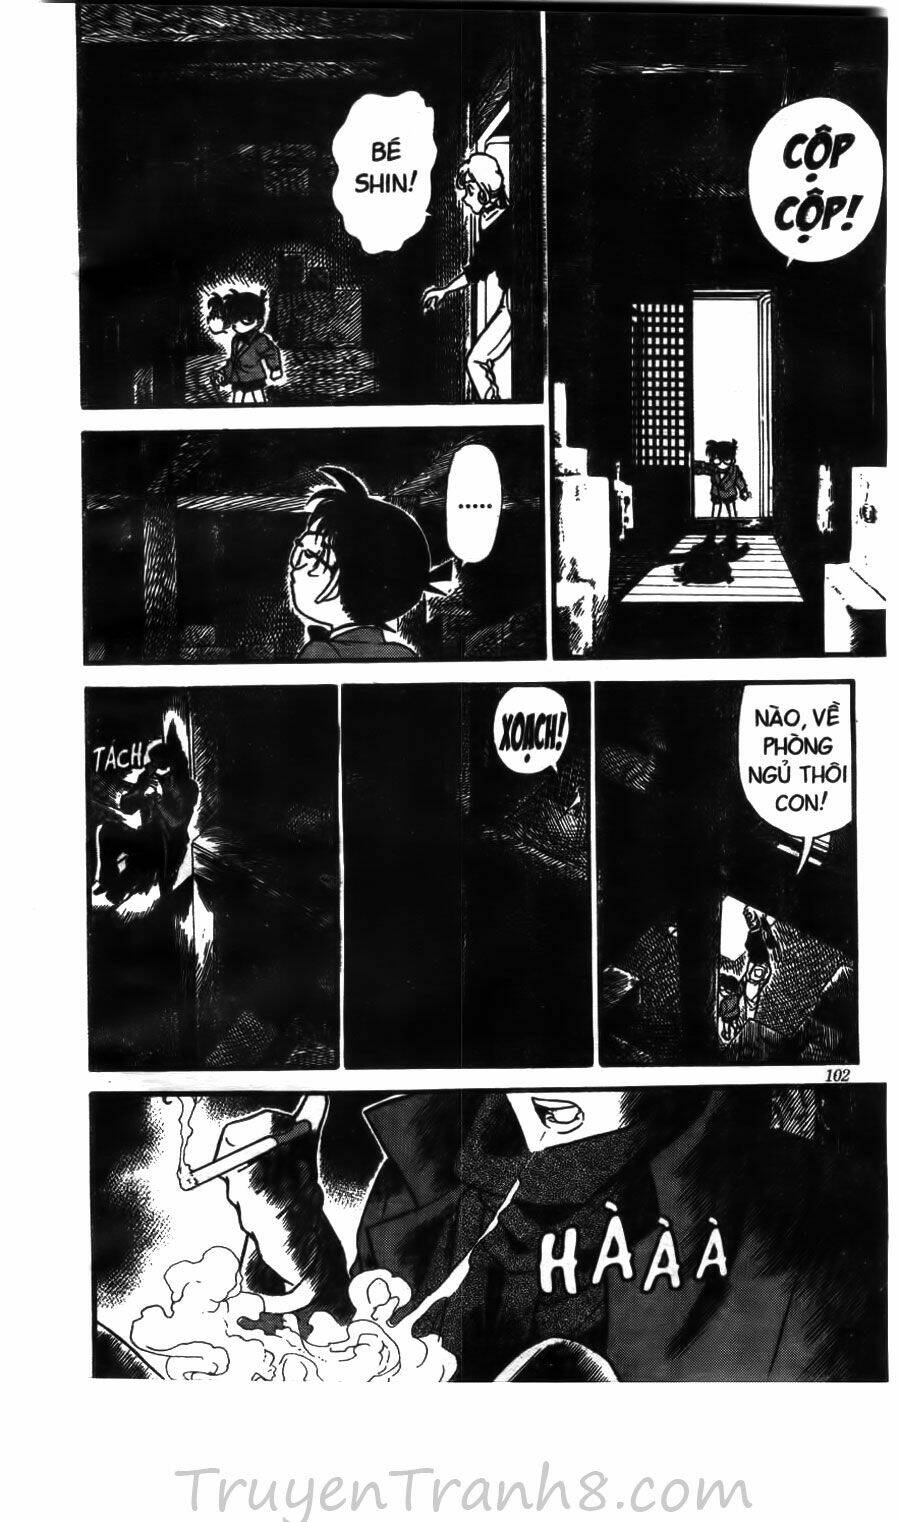 BÉ
SHIN!
CỘP
CỘP!
......
TÁCH!
XOẠCH!
NÀO, VỀ
PHÒNG
NGỦ THÔI
CON!
102
HÀÀÀ
TruyenTranh8.com